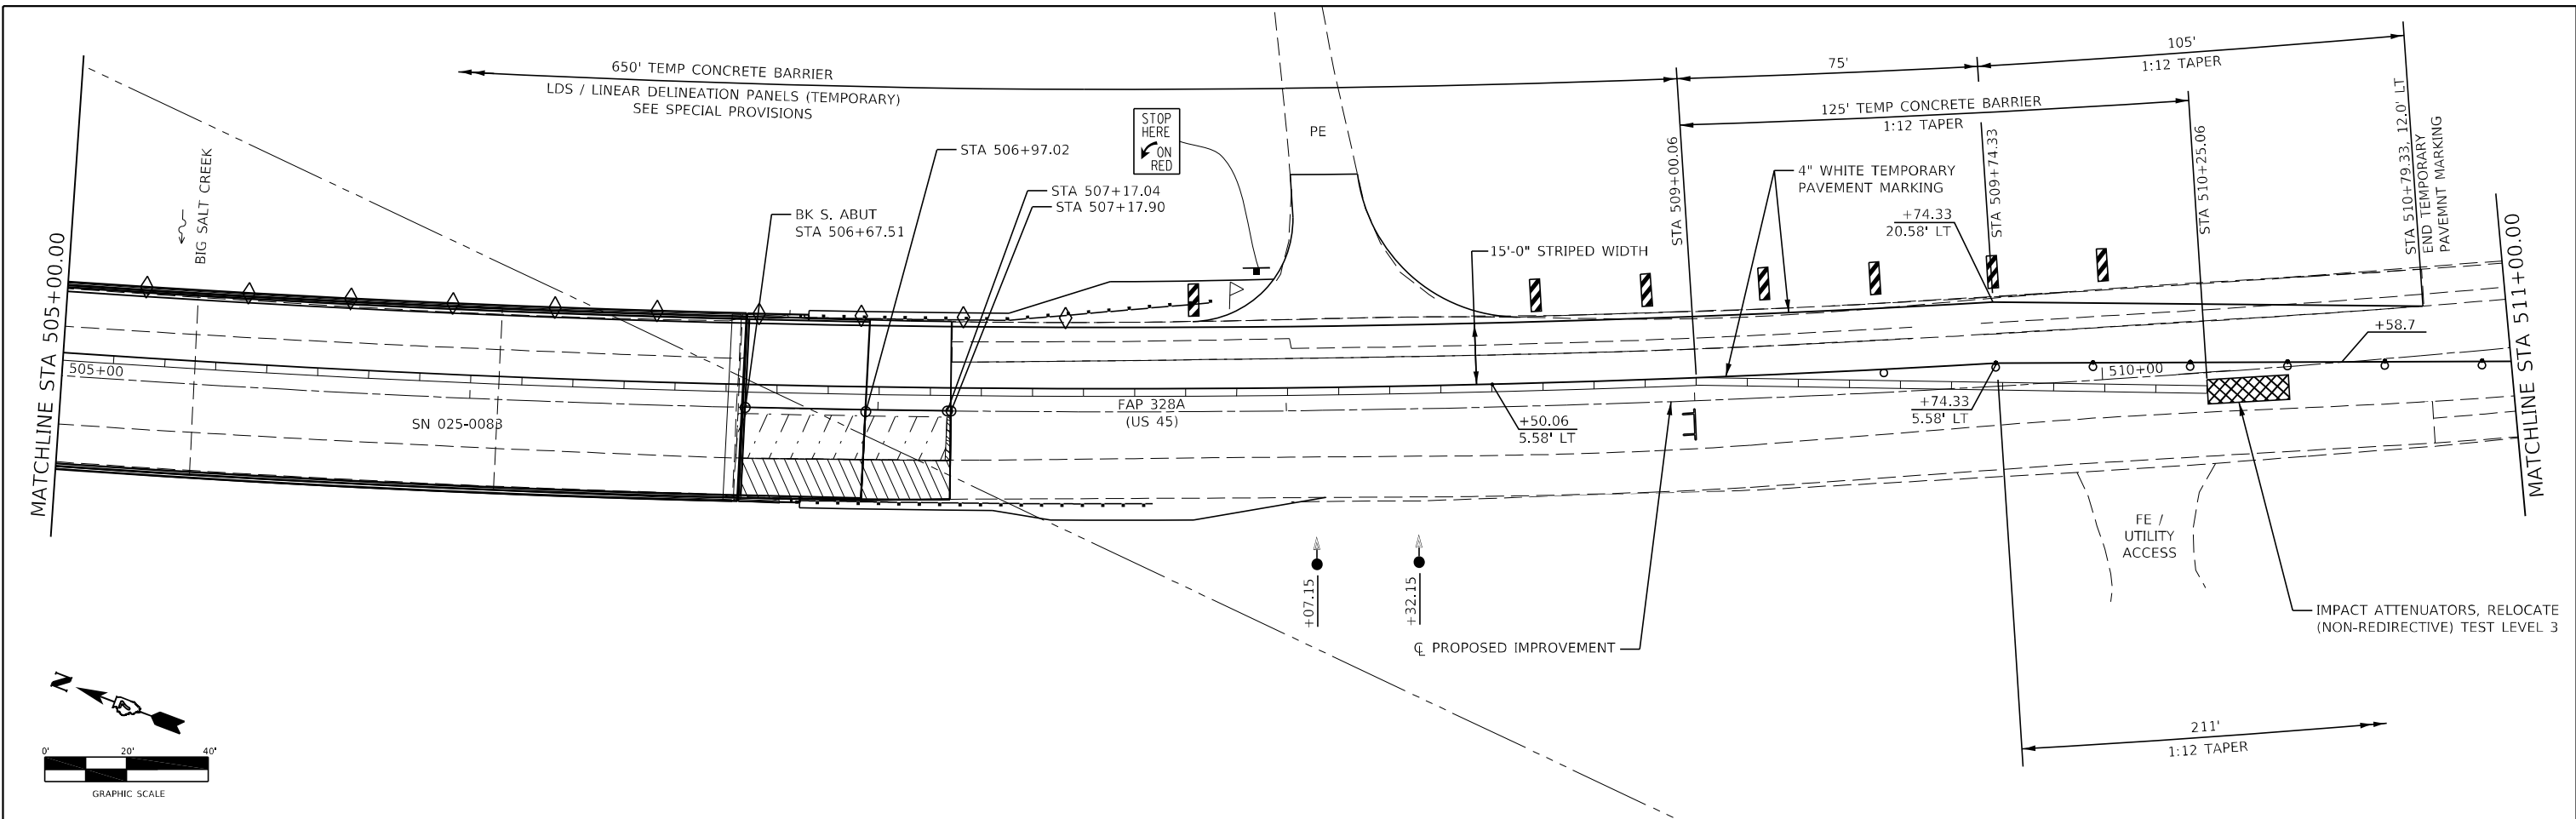 650' TEMP CONCRETE BARRIER
LDS / LINEAR DELINEATION PANELS (TEMPORARY)
SEE SPECIAL PROVISIONS
75'
105'
1:12 TAPER
125' TEMP CONCRETE BARRIER
1:12 TAPER
STOP
HERE
ON
RED
PE
BIG SALT CREEK
STA 506+97.02
STA 507+17.04
STA 507+17.90
BK S. ABUT
STA 506+67.51
4" WHITE TEMPORARY
PAVEMENT MARKING
15'-0" STRIPED WIDTH
STA 509+00.06
+74.33
20.58' LT
STA 509+74.33
STA 510+25.06
STA 510+79.33, 12.0' LT
END TEMPORARY
PAVEMNT MARKING
MATCHLINE STA 505+00.00
MATCHLINE STA 511+00.00
+58.7
505+00
510+00
SN 025-0083
FAP 328A
(US 45)
+50.06
5.58' LT
+74.33
5.58' LT
FE /
UTILITY
ACCESS
+07.15
+32.15
℄ PROPOSED IMPROVEMENT
IMPACT ATTENUATORS, RELOCATE
(NON-REDIRECTIVE) TEST LEVEL 3
211'
1:12 TAPER
N
0' 20' 40'
GRAPHIC SCALE